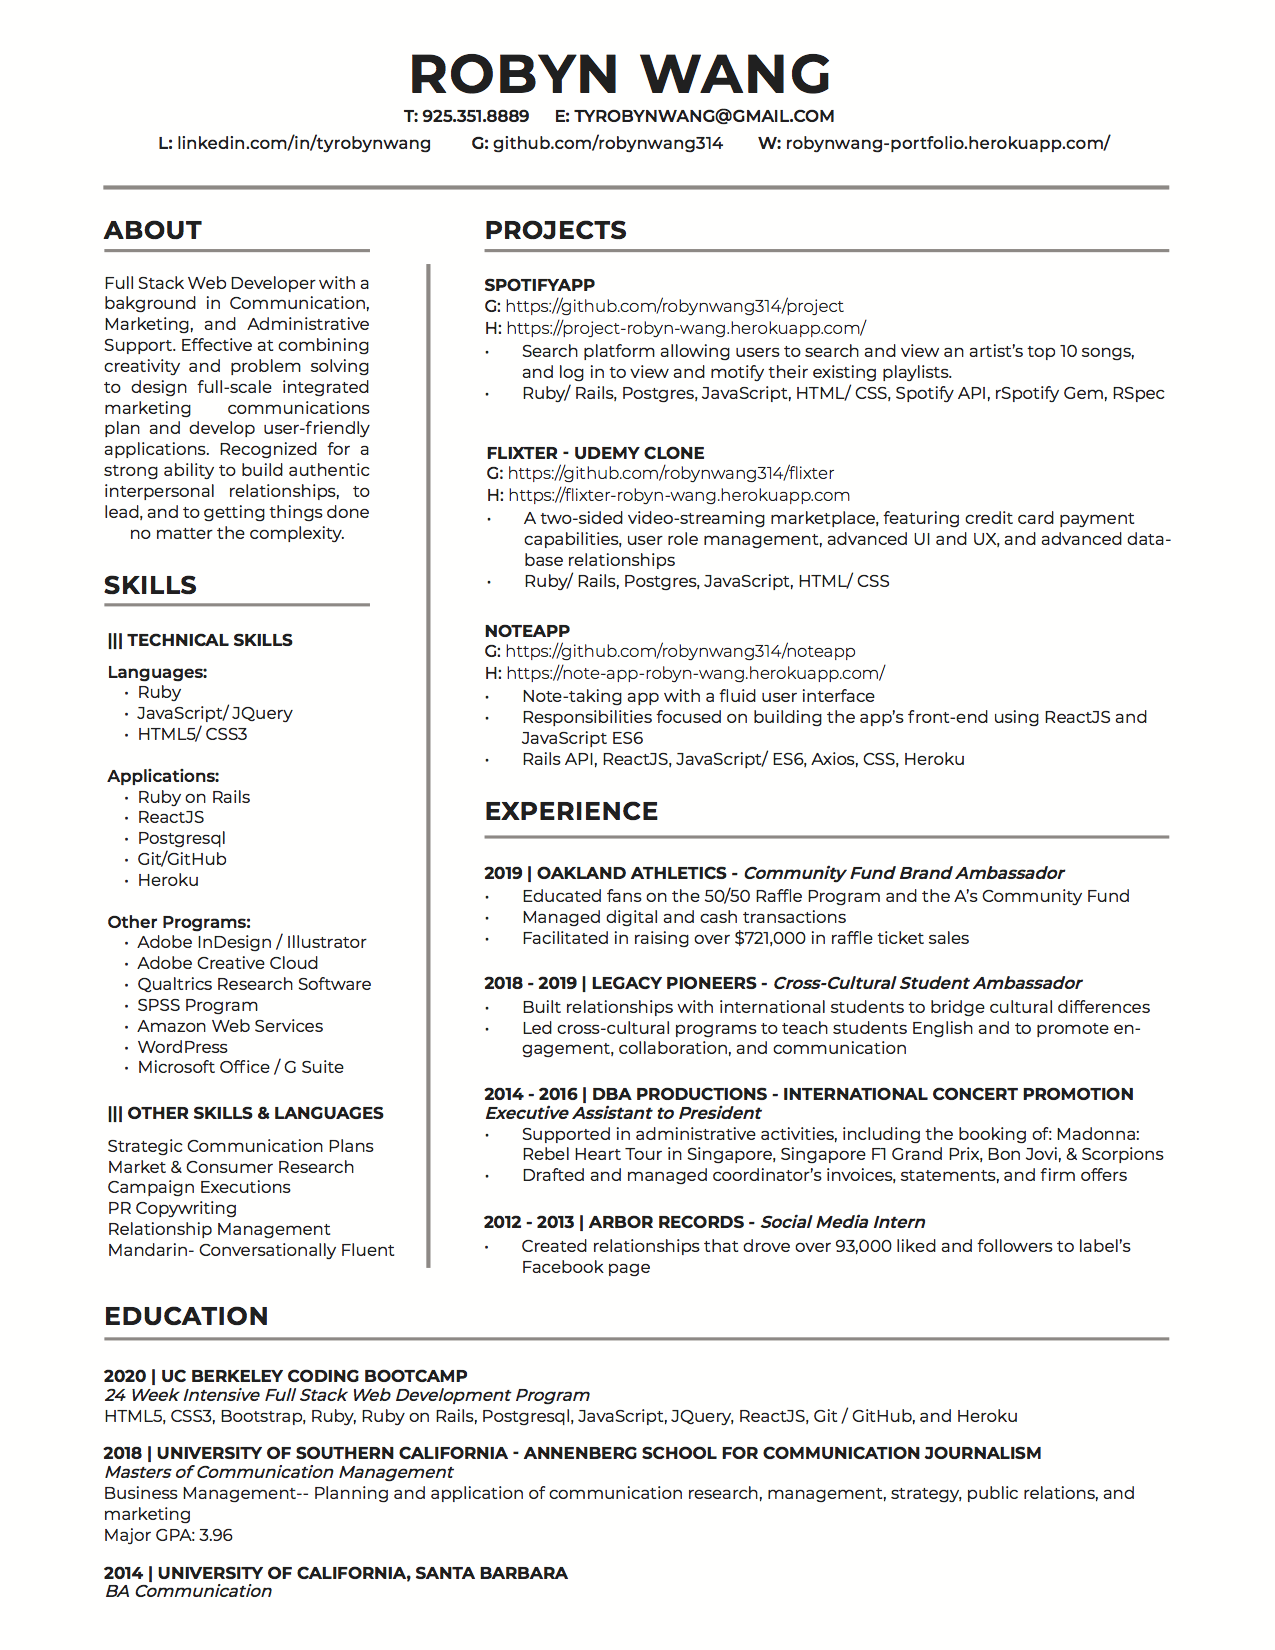 ROBYN WANG
T: 925.351.8889 E: TYROBYNWANG@GMAIL.COM
L: linkedin.com/in/tyrobynwang G: github.com/robynwang314 W: robynwang-portfolio.herokuapp.com/
ABOUT
Full Stack Web Developer with a
bakground in Communication,
Marketing, and Administrative
Support. Effective at combining
creativity and problem solving
to design full-scale integrated
marketing communications
plan and develop user-friendly
applications. Recognized for a
strong ability to build authentic
interpersonal relationships, to
lead, and to getting things done
no matter the complexity.
SKILLS
||| TECHNICAL SKILLS
Languages:
• Ruby
• JavaScript/ JQuery
• HTML5/ CSS3
Applications:
• Ruby on Rails
• ReactJS
• Postgresql
• Git/GitHub
• Heroku
Other Programs:
• Adobe InDesign / Illustrator
• Adobe Creative Cloud
• Qualtrics Research Software
• SPSS Program
• Amazon Web Services
• WordPress
• Microsoft Office / G Suite
||| OTHER SKILLS & LANGUAGES
Strategic Communication Plans
Market & Consumer Research
Campaign Executions
PR Copywriting
Relationship Management
Mandarin- Conversationally Fluent
PROJECTS
SPOTIFYAPP
G: https://github.com/robynwang314/project
H: https://project-robyn-wang.herokuapp.com/
• Search platform allowing users to search and view an artist's top 10 songs,
and log in to view and motify their existing playlists.
• Ruby/ Rails, Postgres, JavaScript, HTML/ CSS, Spotify API, rSpotify Gem, RSpec
FLIXTER - UDEMY CLONE
G: https://github.com/robynwang314/flixter
H: https://flixter-robyn-wang.herokuapp.com
• A two-sided video-streaming marketplace, featuring credit card payment
capabilities, user role management, advanced UI and UX, and advanced data-
base relationships
• Ruby/ Rails, Postgres, JavaScript, HTML/ CSS
NOTEAPP
G: https://github.com/robynwang314/noteapp
H: https://note-app-robyn-wang.herokuapp.com/
• Note-taking app with a fluid user interface
• Responsibilities focused on building the app's front-end using ReactJS and
JavaScript ES6
• Rails API, ReactJS, JavaScript/ ES6, Axios, CSS, Heroku
EXPERIENCE
2019 | OAKLAND ATHLETICS - Community Fund Brand Ambassador
• Educated fans on the 50/50 Raffle Program and the A's Community Fund
• Managed digital and cash transactions
• Facilitated in raising over $721,000 in raffle ticket sales
2018 - 2019 | LEGACY PIONEERS - Cross-Cultural Student Ambassador
• Built relationships with international students to bridge cultural differences
• Led cross-cultural programs to teach students English and to promote en-
gagement, collaboration, and communication
2014 - 2016 | DBA PRODUCTIONS - INTERNATIONAL CONCERT PROMOTION
Executive Assistant to President
• Supported in administrative activities, including the booking of: Madonna:
Rebel Heart Tour in Singapore, Singapore F1 Grand Prix, Bon Jovi, & Scorpions
• Drafted and managed coordinator's invoices, statements, and firm offers
2012 - 2013 | ARBOR RECORDS - Social Media Intern
• Created relationships that drove over 93,000 liked and followers to label's
Facebook page
EDUCATION
2020 | UC BERKELEY CODING BOOTCAMP
24 Week Intensive Full Stack Web Development Program
HTML5, CSS3, Bootstrap, Ruby, Ruby on Rails, Postgresql, JavaScript, JQuery, ReactJS, Git / GitHub, and Heroku
2018 | UNIVERSITY OF SOUTHERN CALIFORNIA - ANNENBERG SCHOOL FOR COMMUNICATION JOURNALISM
Masters of Communication Management
Business Management-- Planning and application of communication research, management, strategy, public relations, and
marketing
Major GPA: 3.96
2014 | UNIVERSITY OF CALIFORNIA, SANTA BARBARA
BA Communication